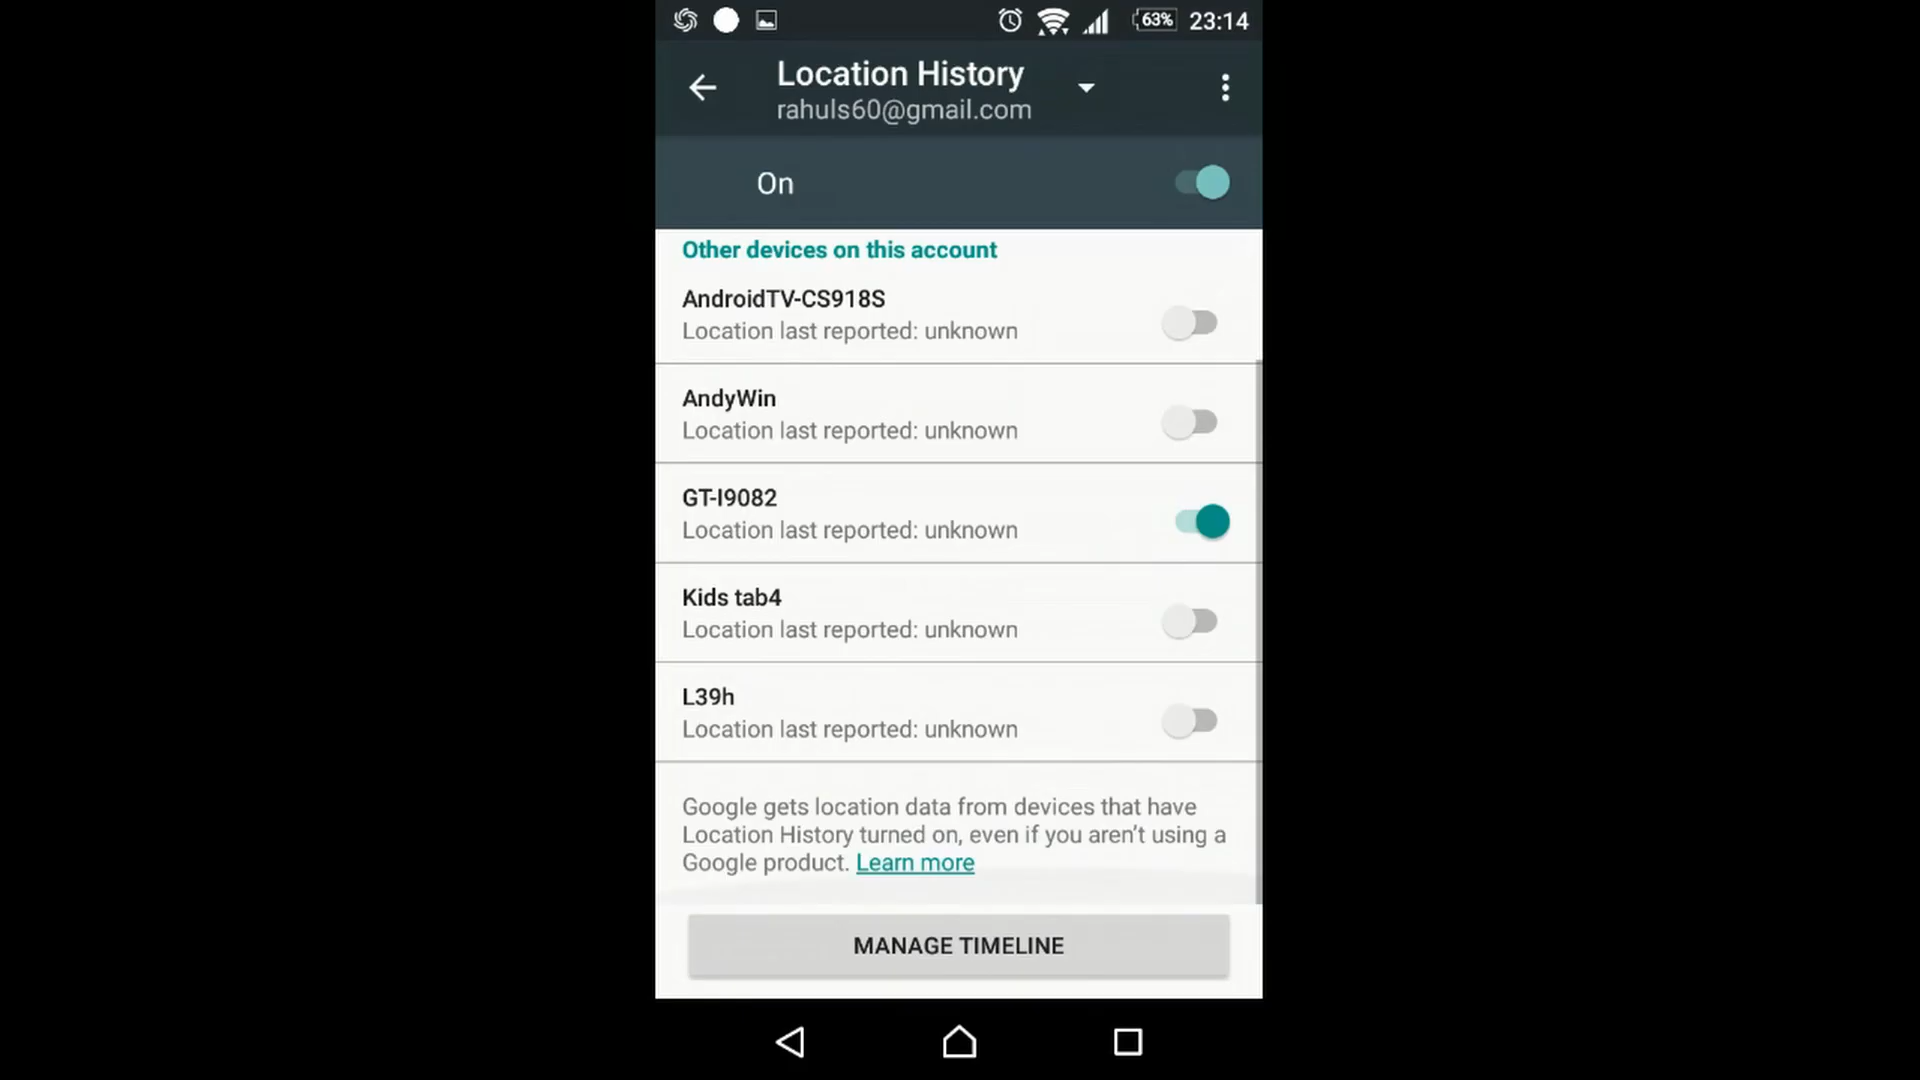 63% 23:14
Location History
rahuls60@gmail.com
On
Other devices on this account
AndroidTV-CS918S
Location last reported: unknown
AndyWin
Location last reported: unknown
GT-I9082
Location last reported: unknown
Kids tab4
Location last reported: unknown
L39h
Location last reported: unknown
Google gets location data from devices that have
Location History turned on, even if you aren't using a
Google product. Learn more
MANAGE TIMELINE